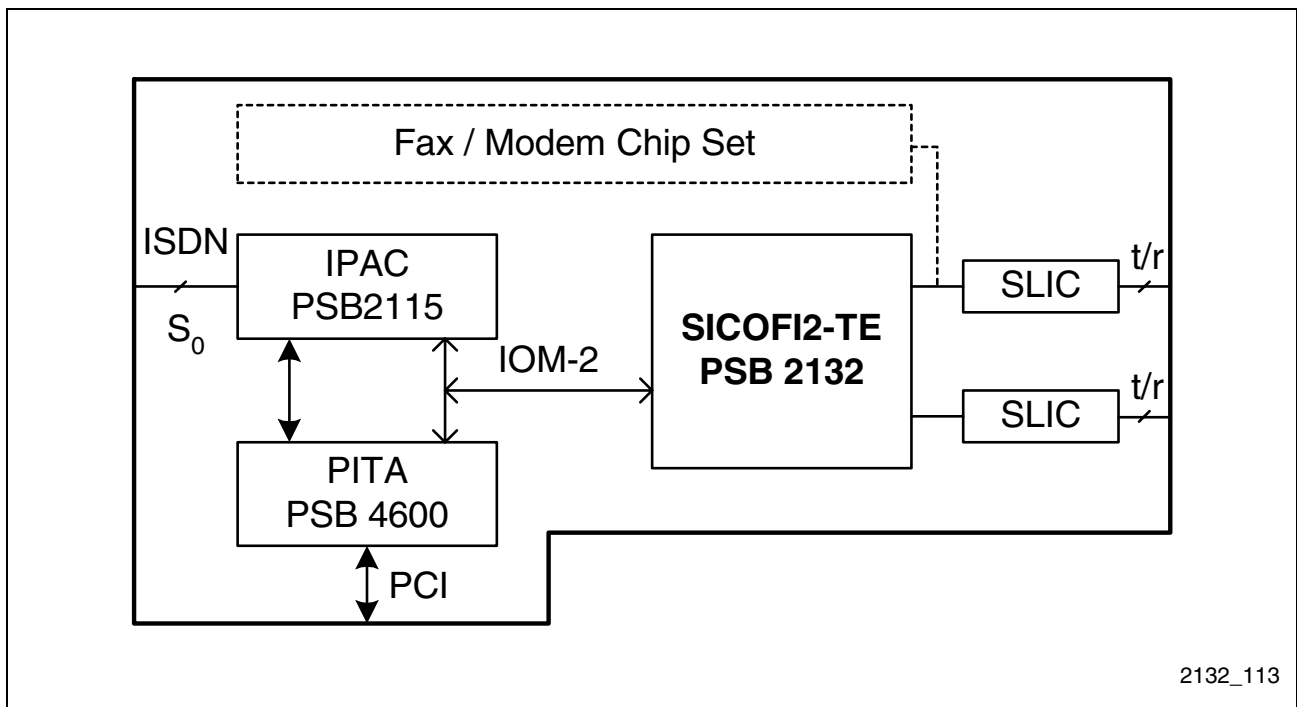 Fax / Modem Chip Set
ISDN
S0
IPAC
PSB2115
IOM-2
SICOFI2-TE
PSB 2132
SLIC
t/r
SLIC
t/r
PITA
PSB 4600
PCI
2132_113